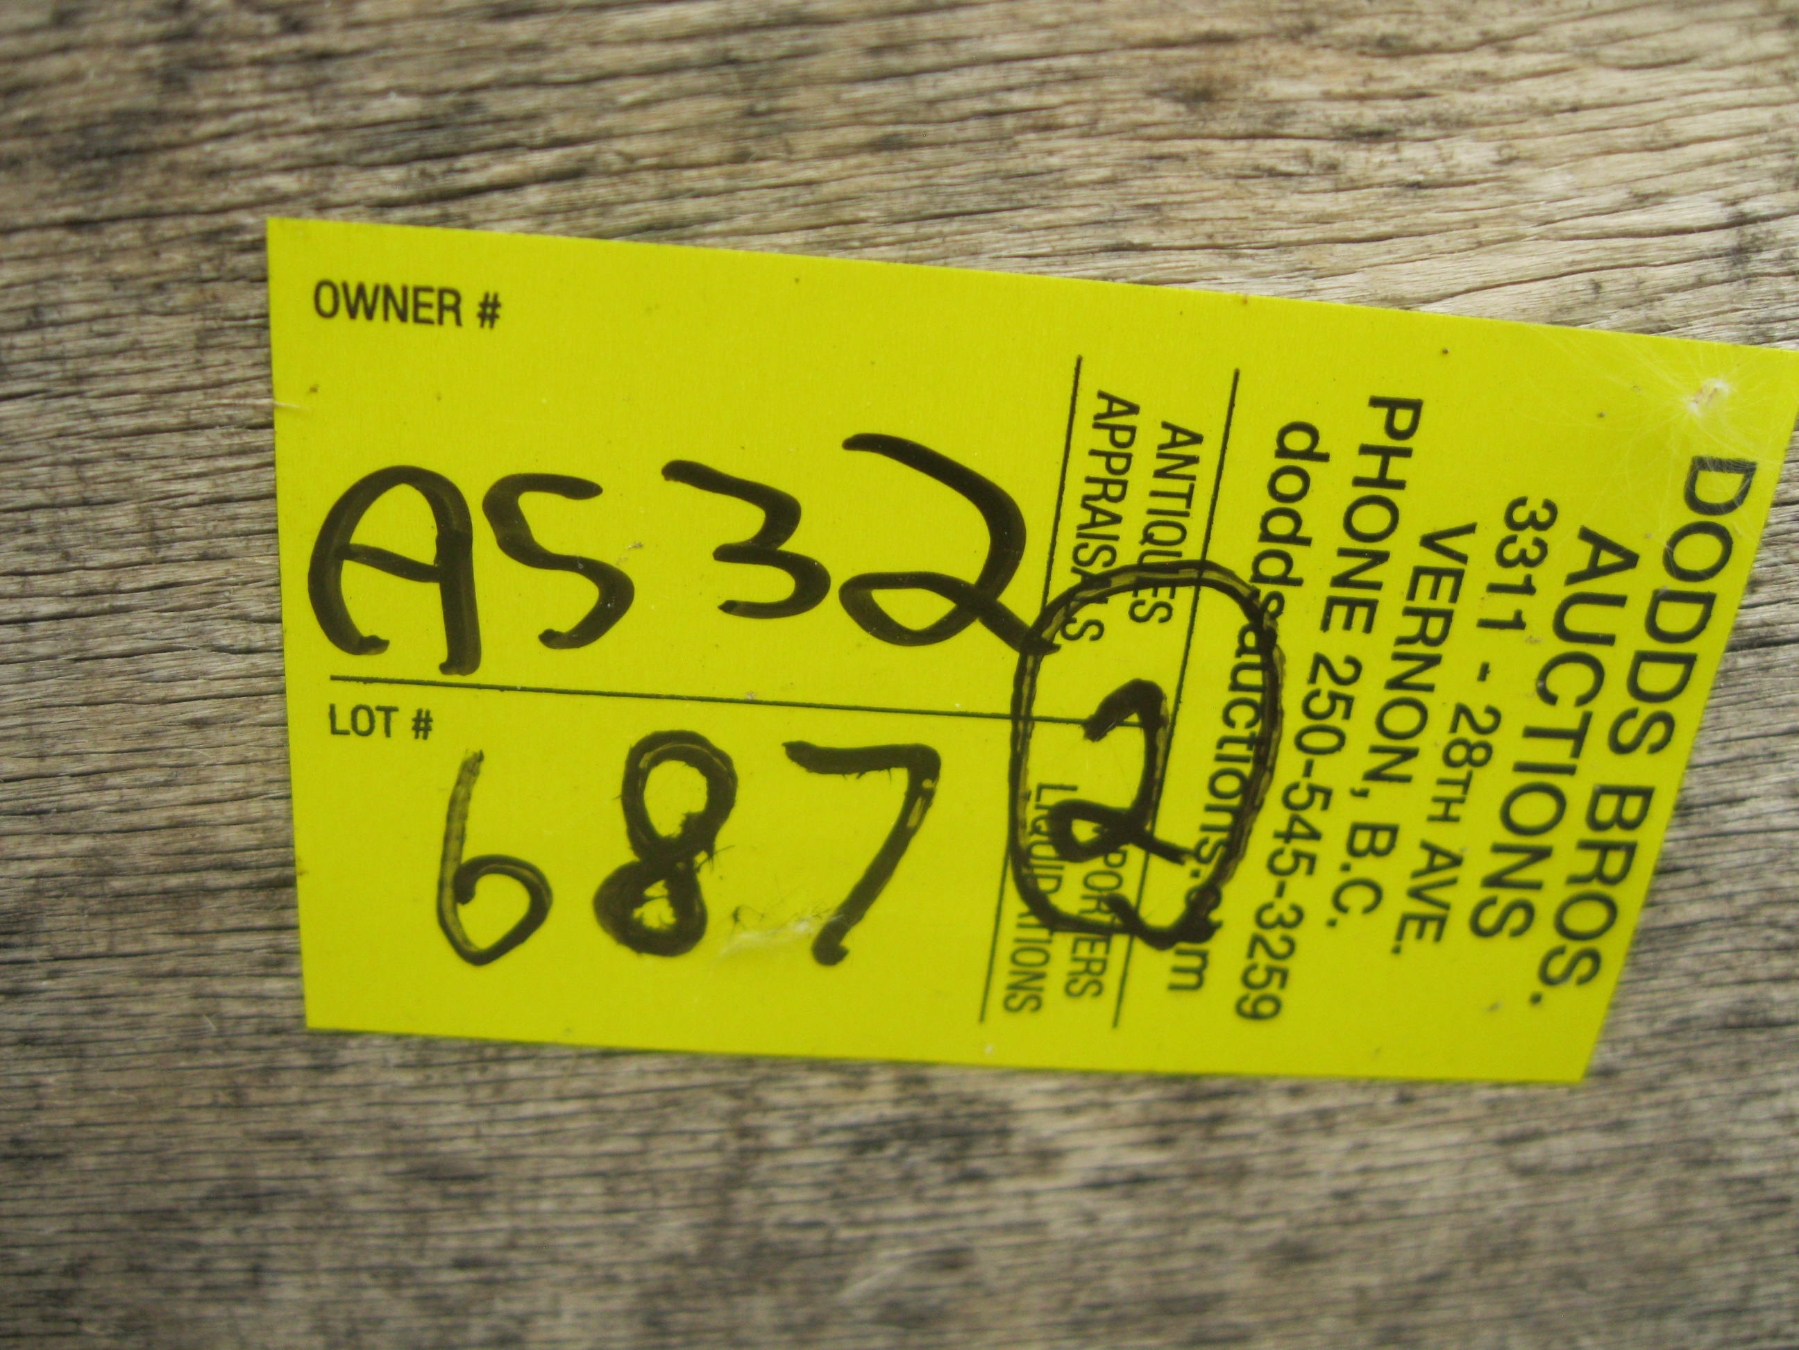 OWNER #
A532
LOT #
687
2
DODDS BROS.
AUCTIONS
3311 - 28TH AVE.
VERNON, B.C.
PHONE 250-545-3259
doddsauctions.com
ANTIQUES
APPRAISALS
LIQUIDATIONS